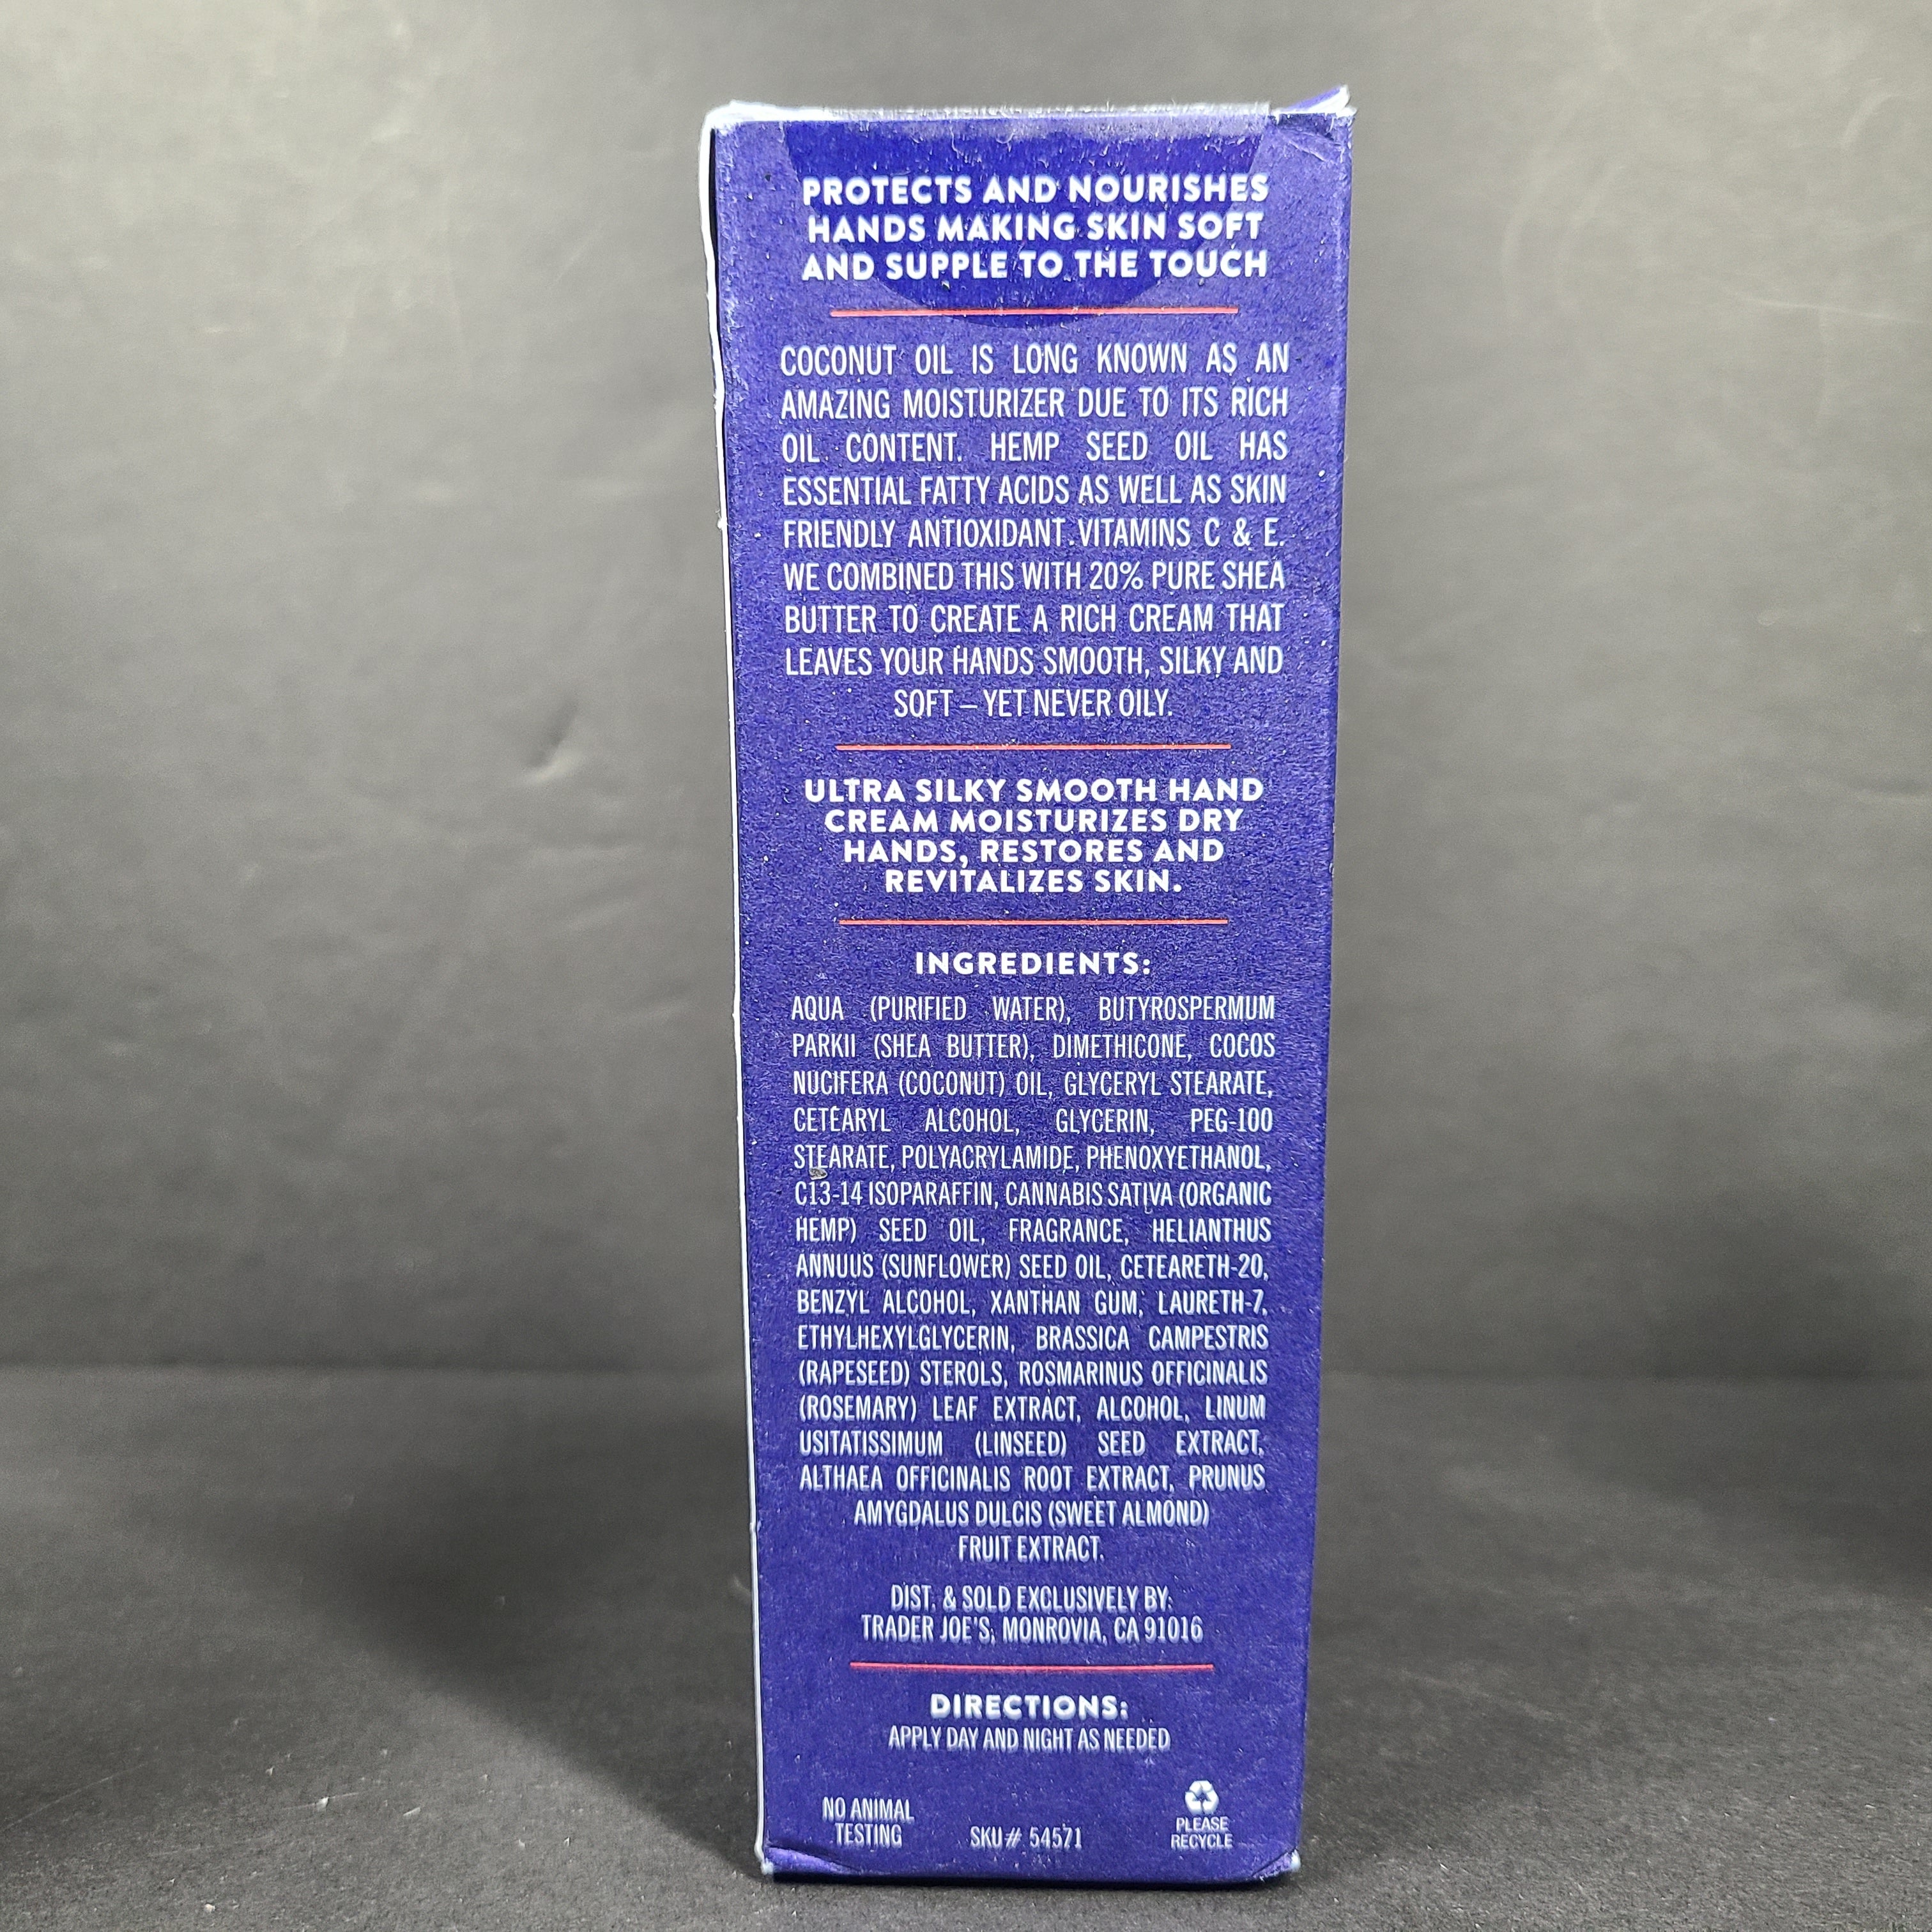 PROTECTS AND NOURISHES
HANDS MAKING SKIN SOFT
AND SUPPLE TO THE TOUCH
COCONUT OIL IS LONG KNOWN AS AN
AMAZING MOISTURIZER DUE TO ITS RICH
OIL CONTENT. HEMP SEED OIL HAS
ESSENTIAL FATTY ACIDS AS WELL AS SKIN
FRIENDLY ANTIOXIDANT VITAMINS C & E.
WE COMBINED THIS WITH 20% PURE SHEA
BUTTER TO CREATE A RICH CREAM THAT
LEAVES YOUR HANDS SMOOTH, SILKY AND
SOFT – YET NEVER OILY.
ULTRA SILKY SMOOTH HAND
CREAM MOISTURIZES DRY
HANDS, RESTORES AND
REVITALIZES SKIN.
INGREDIENTS:
AQUA (PURIFIED WATER), BUTYROSPERMUM
PARKII (SHEA BUTTER), DIMETHICONE, COCOS
NUCIFERA (COCONUT) OIL, GLYCERYL STEARATE,
CETEARYL ALCOHOL, GLYCERIN, PEG-100
STEARATE, POLYACRYLAMIDE, PHENOXYETHANOL,
C13-14 ISOPARAFFIN, CANNABIS SATIVA (ORGANIC
HEMP) SEED OIL, FRAGRANCE, HELIANTHUS
ANNUUS (SUNFLOWER) SEED OIL, CETEARETH-20,
BENZYL ALCOHOL, XANTHAN GUM, LAURETH-7,
ETHYLHEXYLGLYCERIN, BRASSICA CAMPESTRIS
(RAPESEED) STEROLS, ROSMARINUS OFFICINALIS
(ROSEMARY) LEAF EXTRACT, ALCOHOL, LINUM
USITATISSIMUM (LINSEED) SEED EXTRACT,
ALTHAEA OFFICINALIS ROOT EXTRACT, PRUNUS
AMYGDALUS DULCIS (SWEET ALMOND)
FRUIT EXTRACT.
DIST. & SOLD EXCLUSIVELY BY:
TRADER JOE'S, MONROVIA, CA 91016
DIRECTIONS:
APPLY DAY AND NIGHT AS NEEDED
NO ANIMAL
TESTING
SKU# 54571
PLEASE
RECYCLE